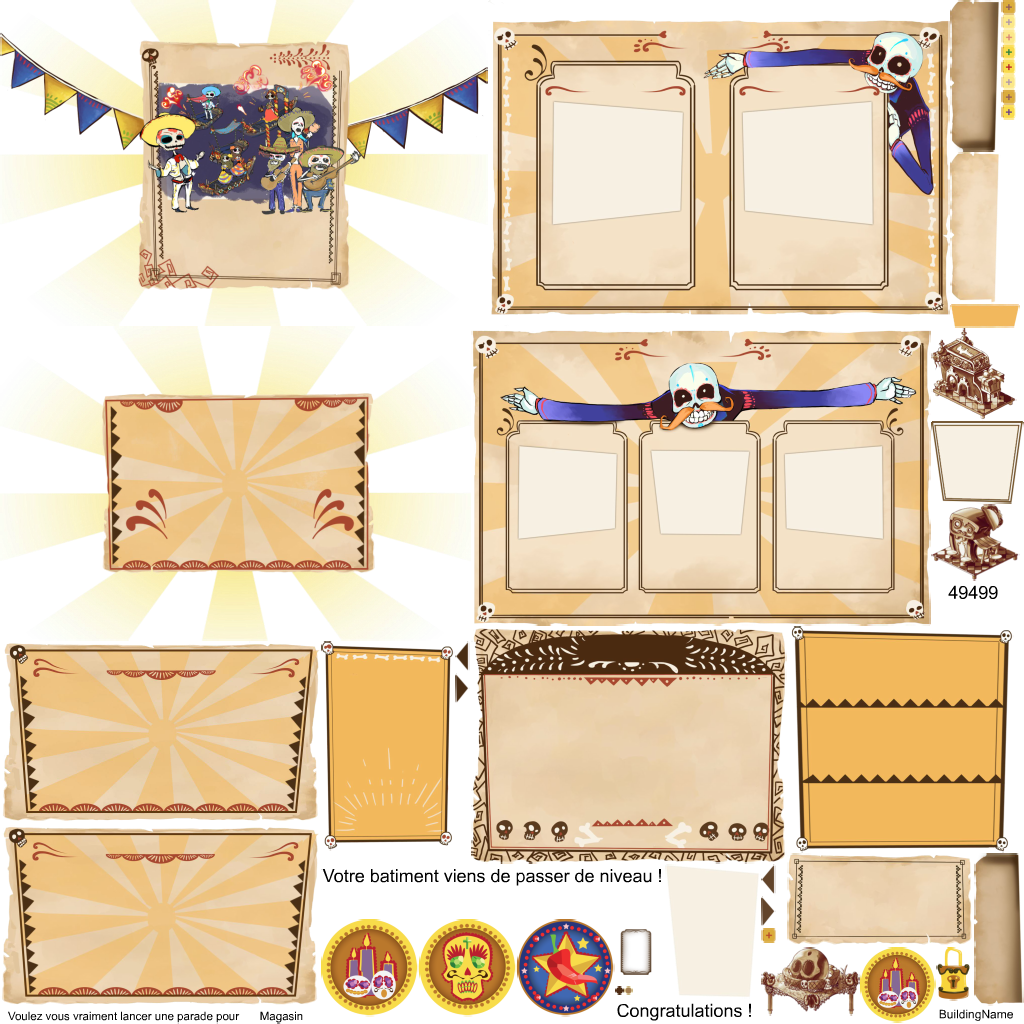 49499
Votre batiment viens de passer de niveau !
Congratulations !
Voulez vous vraiment lancer une parade pour
Magasin
BuildingName